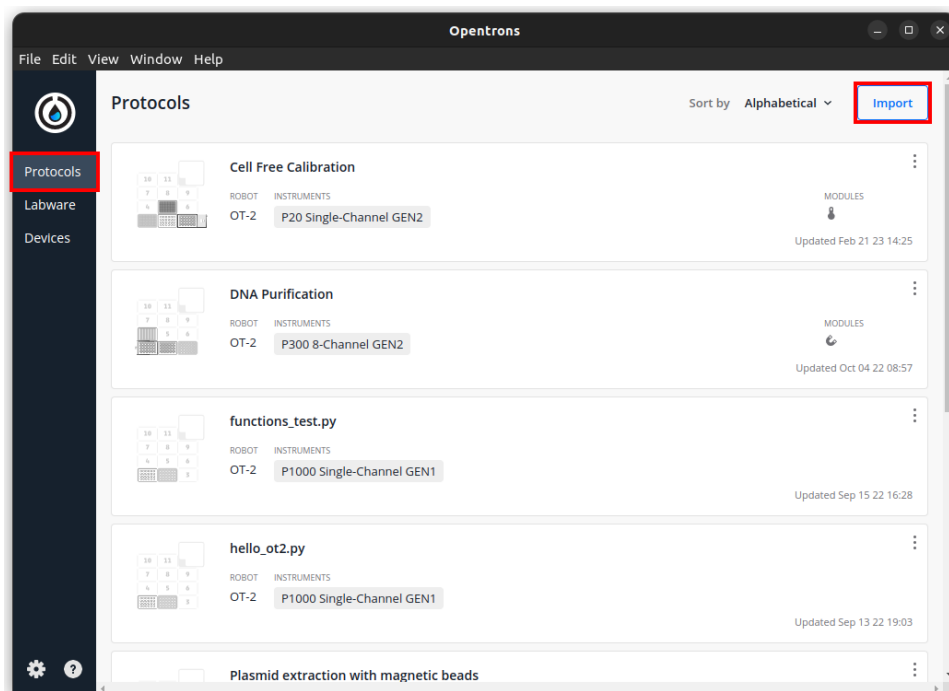 Opentrons
File Edit View Window Help
Protocols
Sort by Alphabetical
Import
Protocols
Labware
Devices
Cell Free Calibration
ROBOT INSTRUMENTS MODULES
OT-2 P20 Single-Channel GEN2
Updated Feb 21 23 14:25
DNA Purification
ROBOT INSTRUMENTS MODULES
OT-2 P300 8-Channel GEN2
Updated Oct 04 22 08:57
functions_test.py
ROBOT INSTRUMENTS
OT-2 P1000 Single-Channel GEN1
Updated Sep 15 22 16:28
hello_ot2.py
ROBOT INSTRUMENTS
OT-2 P1000 Single-Channel GEN1
Updated Sep 13 22 19:03
Plasmid extraction with magnetic beads